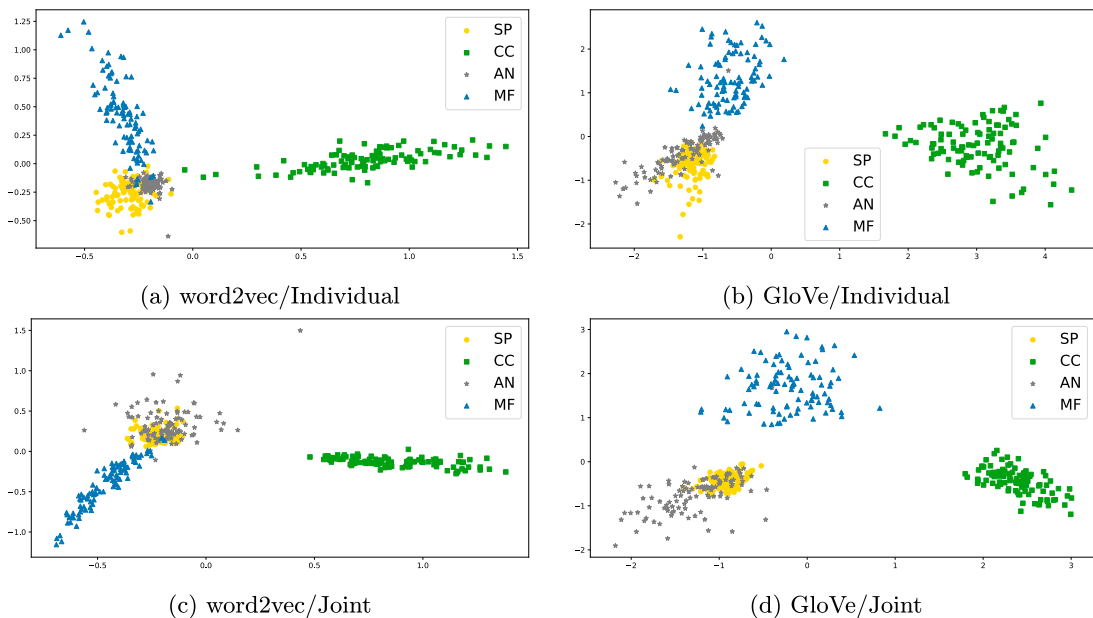 1.25
1.00
0.75
0.50
0.25
0.00
−0.25
−0.50
−0.5
0.0
0.5
1.0
1.5
SP
CC
AN
MF
(a) word2vec/Individual
2
1
0
−1
−2
−2
−1
0
1
2
3
4
SP
CC
AN
MF
(b) GloVe/Individual
1.5
1.0
0.5
0.0
−0.5
−1.0
−0.5
0.0
0.5
1.0
SP
CC
AN
MF
(c) word2vec/Joint
3
2
1
0
−1
−2
−2
−1
0
1
2
3
SP
CC
AN
MF
(d) GloVe/Joint